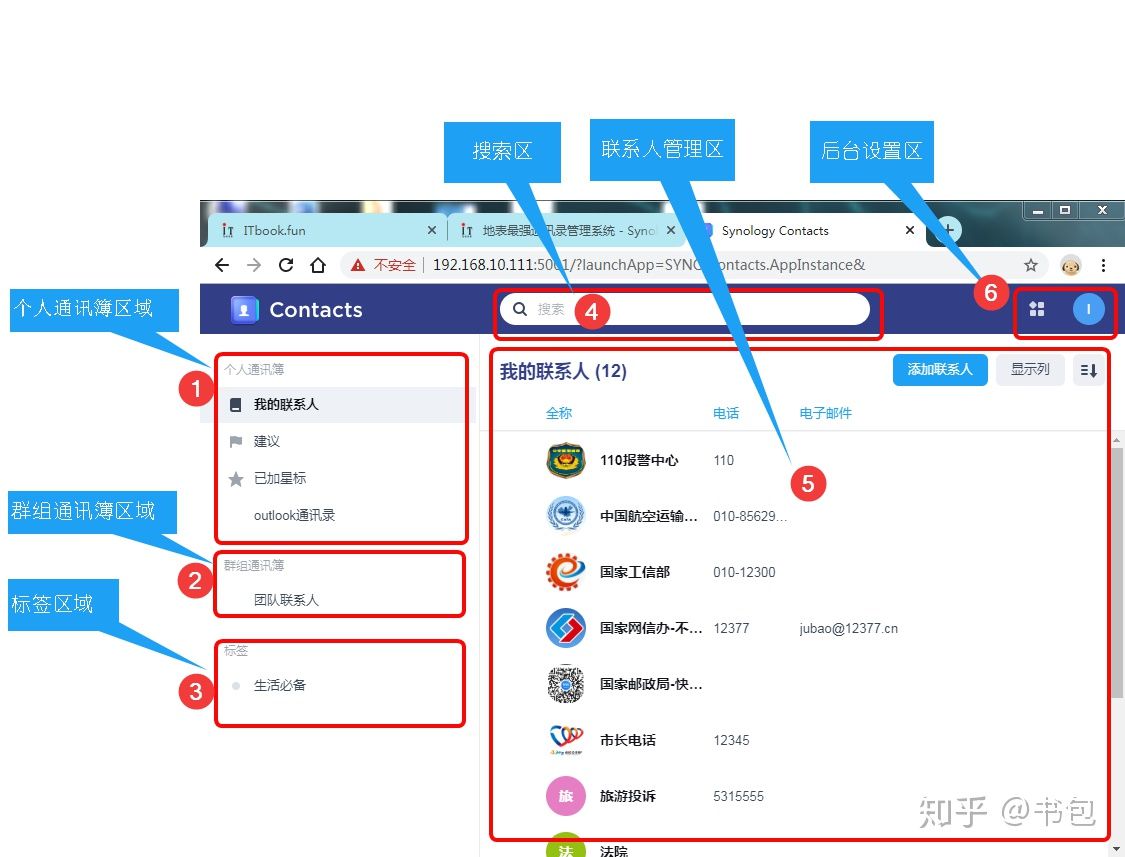 搜索区
联系人管理区
后台设置区
ITbook.fun
地表最强通讯录管理系统 - Syno
Synology Contacts
不安全
192.168.10.111:5001/?launchApp=SYNO.Contacts.AppInstance&
个人通讯簿区域
Contacts
搜索
4
6
I
1
个人通讯簿
我的联系人
建议
已加星标
outlook通讯录
群组通讯簿区域
2
群组通讯簿
团队联系人
标签区域
3
标签
生活必备
我的联系人 (12)
添加联系人
显示列
全称 电话 电子邮件
110报警中心 110
5
中国航空运输... 010-85629...
国家工信部 010-12300
国家网信办-不... 12377 jubao@12377.cn
国家邮政局-快...
市长电话 12345
旅 旅游投诉 5315555
法 法院
知乎 @书包